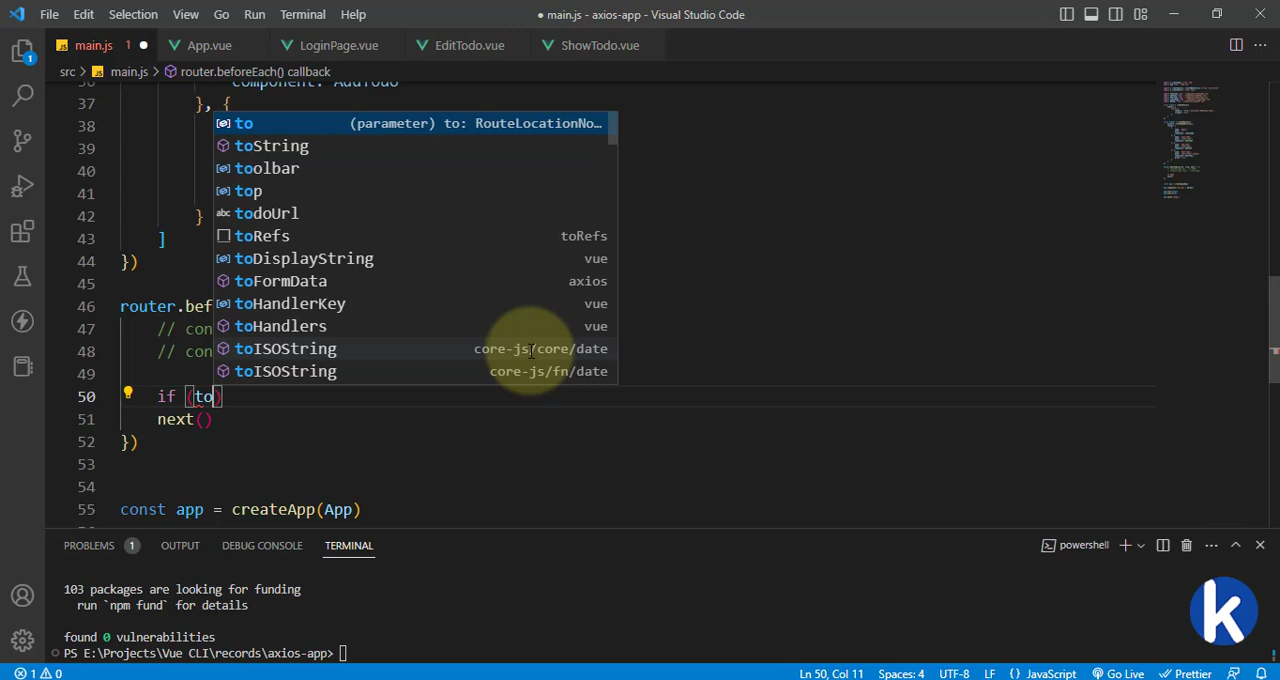 File Edit Selection View Go Run Terminal Help ● main.js - axios-app - Visual Studio Code
JS main.js 1 ● App.vue LoginPage.vue EditTodo.vue ShowTodo.vue
1
src > JS main.js > router.beforeEach() callback
37 }, {
38 to (parameter) to: RouteLocationNo…
39 toString
40 toolbar
41 top
42 } abc todoUrl
43 ] toRefs toRefs
44 }) toDisplayString vue
45 toFormData axios
46 router.bef toHandlerKey vue
47 // con toHandlers vue
48 // con toISOString core-js/core/date
49 toISOString core-js/fn/date
50 if (to)
51 next()
52 })
53
54
55 const app = createApp(App)
PROBLEMS 1 OUTPUT DEBUG CONSOLE TERMINAL powershell
103 packages are looking for funding
run `npm fund` for details
found 0 vulnerabilities
PS E:\Projects\Vue CLI\records\axios-app>
k
1 0 Ln 50, Col 11 Spaces: 4 UTF-8 LF {} JavaScript Go Live Prettier